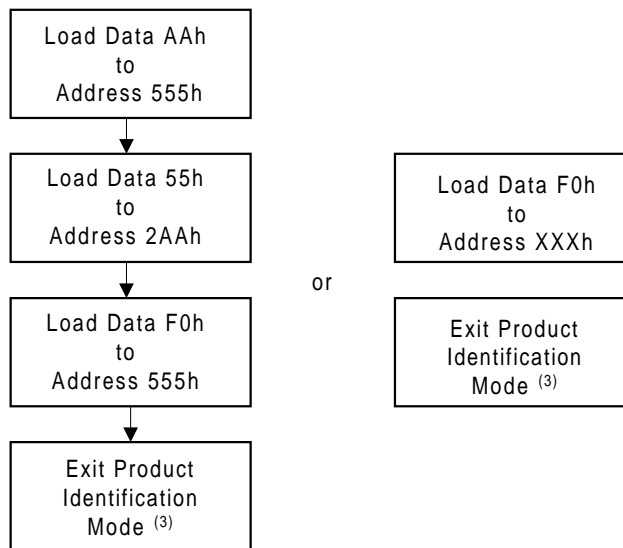 Load Data AAh
to
Address 555h
Load Data 55h
to
Address 2AAh
Load Data F0h
to
Address 555h
Exit Product
Identification
Mode (3)
or
Load Data F0h
to
Address XXXh
Exit Product
Identification
Mode (3)